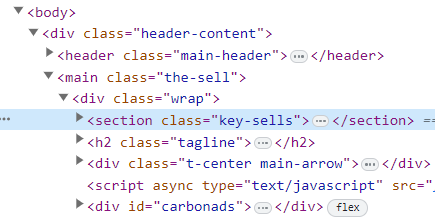 <body>
<div class="header-content">
<header class="main-header">…</header>
<main class="the-sell">
<div class="wrap">
… <section class="key-sells">…</section> ==
<h2 class="tagline">…</h2>
<div class="t-center main-arrow">…</div>
<script async type="text/javascript" src="
<div id="carbonads">…</div> flex